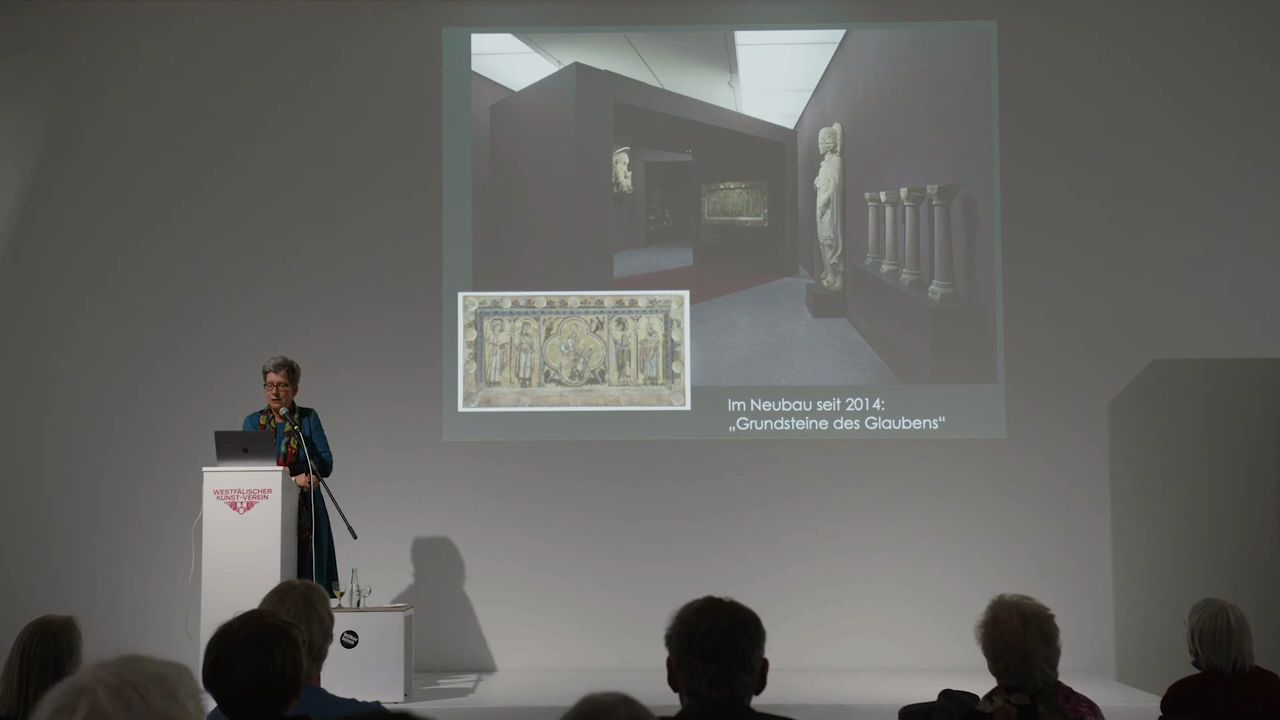 Im Neubau seit 2014:
„Grundsteine des Glaubens“
WESTFÄLISCHER
KUNST-VEREIN